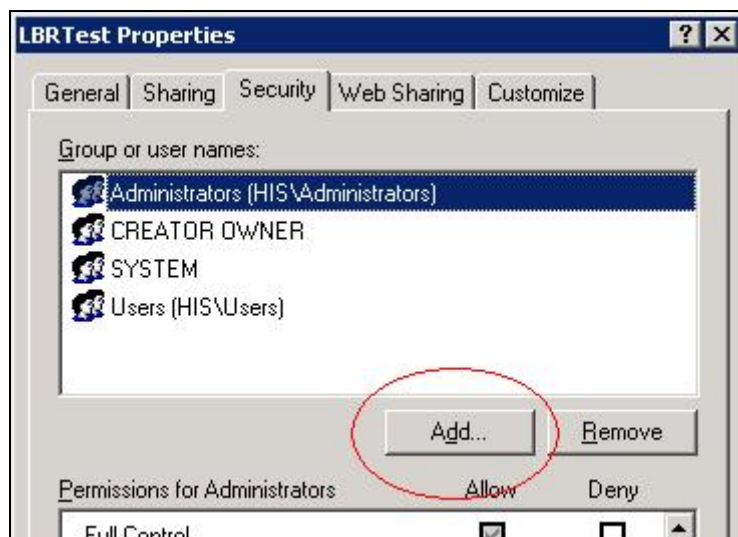 LBRTest Properties
General Sharing Security Web Sharing Customize
Group or user names:
Administrators (HIS\Administrators)
CREATOR OWNER
SYSTEM
Users (HIS\Users)
Add... Remove
Permissions for Administrators Allow Deny
Full Control